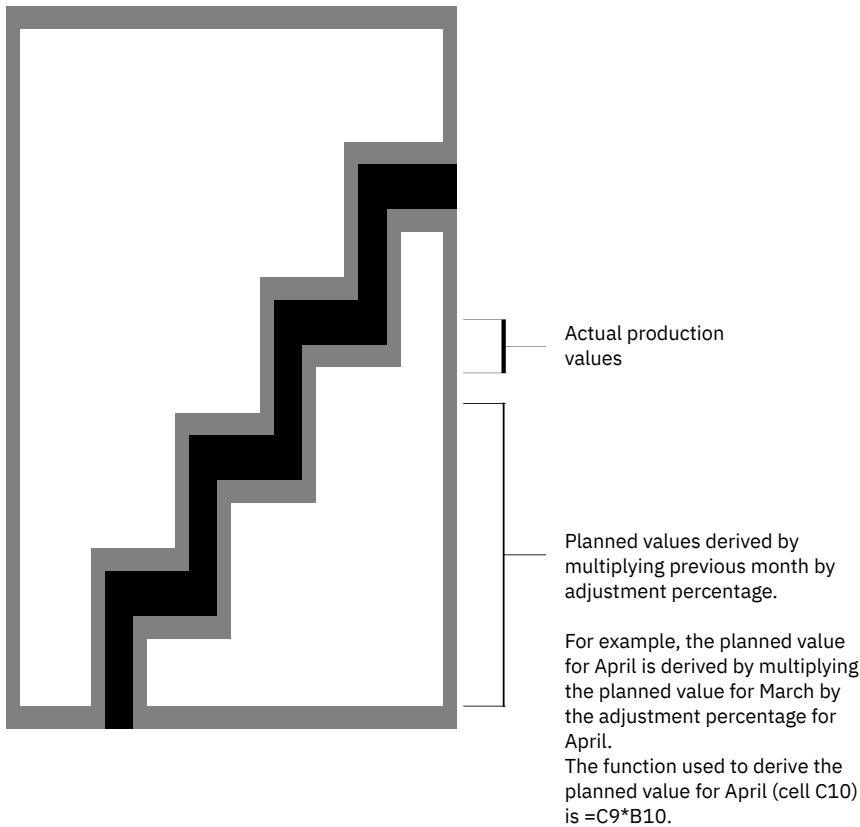 Actual production
values
Planned values derived by
multiplying previous month by
adjustment percentage.
For example, the planned value
for April is derived by multiplying
the planned value for March by
the adjustment percentage for
April.
The function used to derive the
planned value for April (cell C10)
is =C9*B10.